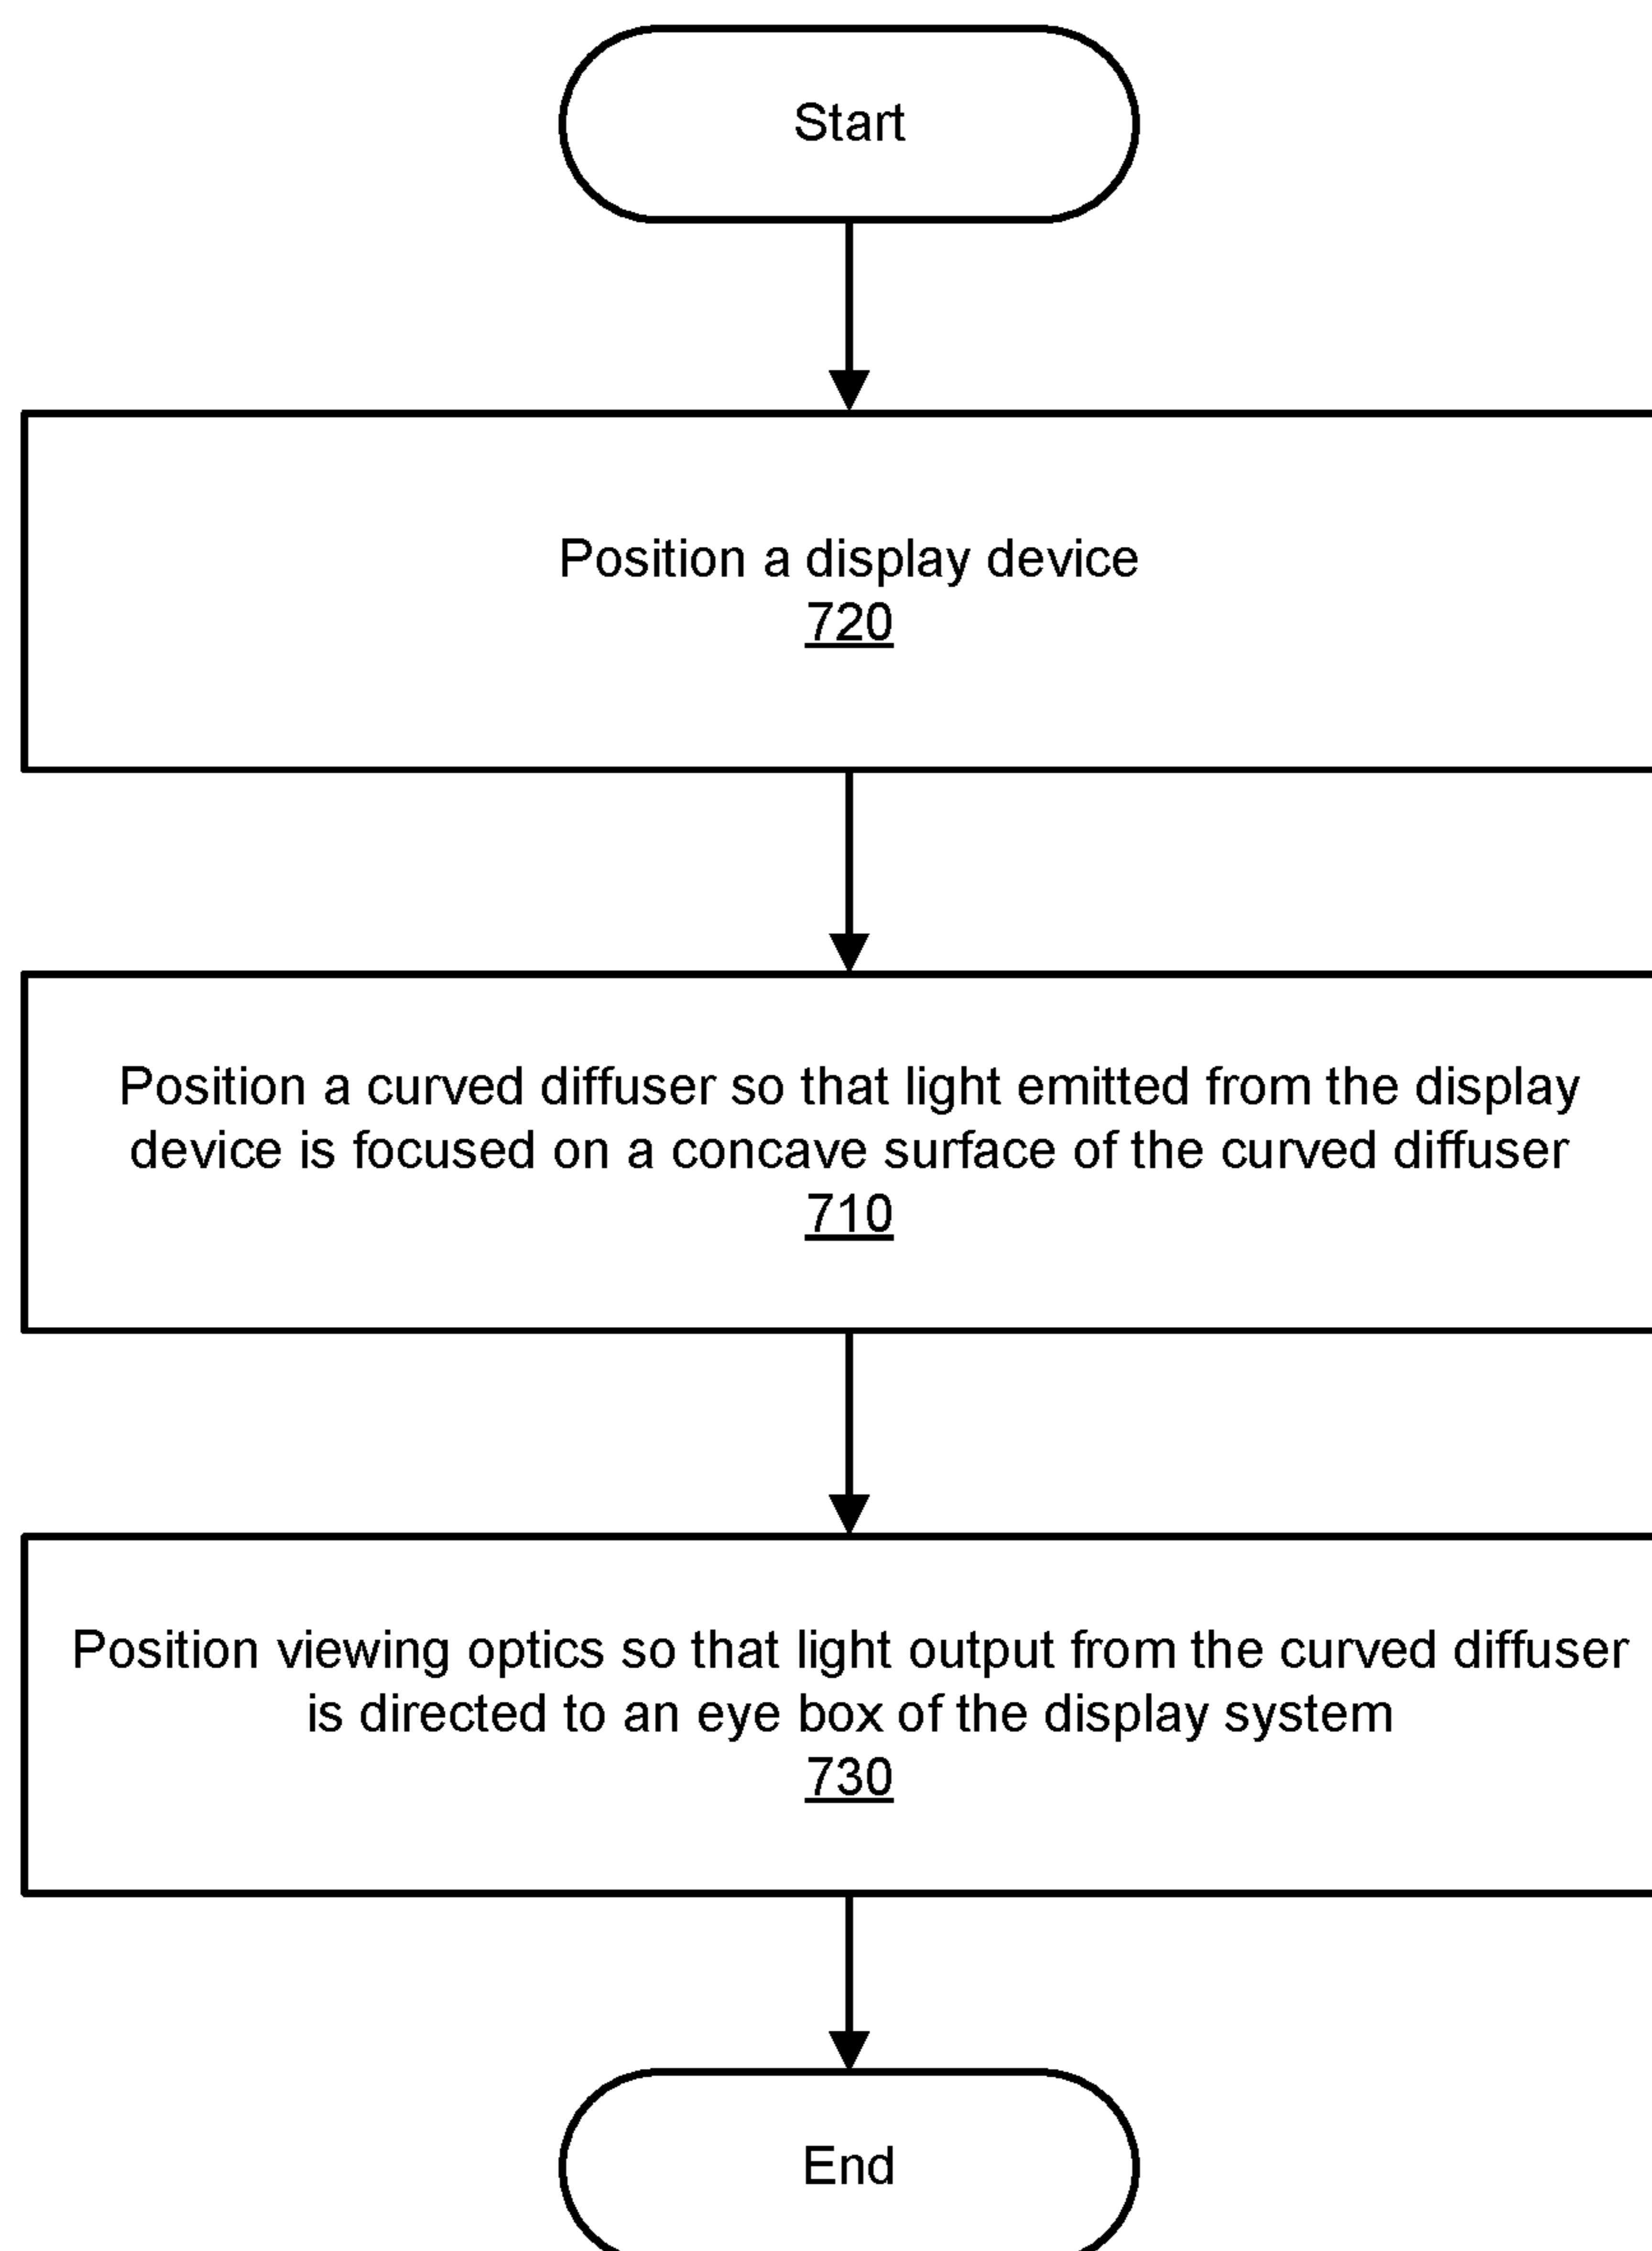 Start
Position a display device
720
Position a curved diffuser so that light emitted from the display
device is focused on a concave surface of the curved diffuser
710
Position viewing optics so that light output from the curved diffuser
is directed to an eye box of the display system
730
End